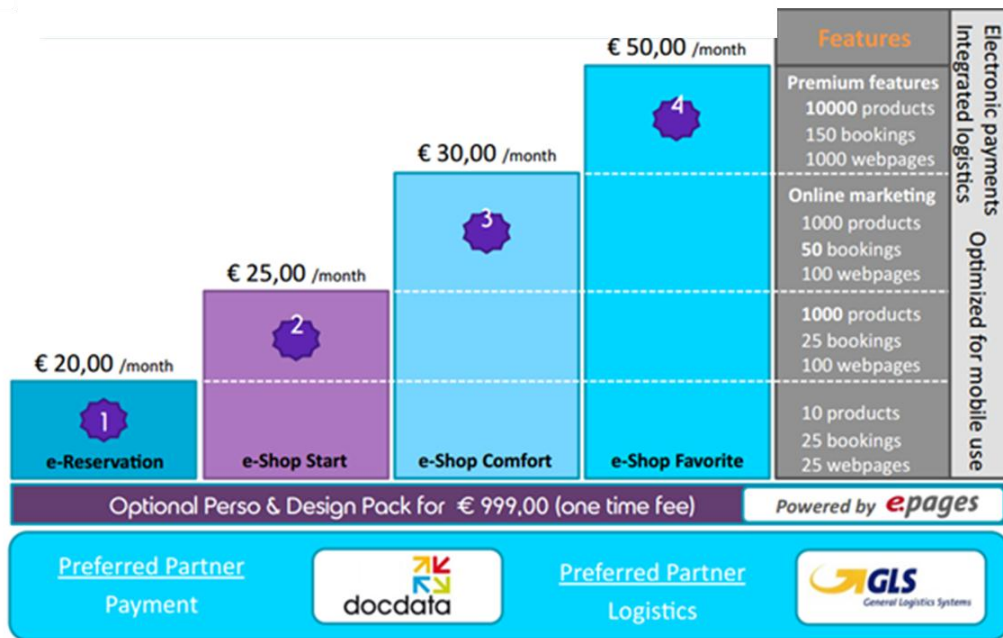 € 50,00 /month
4
€ 30,00 /month
3
€ 25,00 /month
2
€ 20,00 /month
1
e-Reservation
e-Shop Start
e-Shop Comfort
e-Shop Favorite
Features
Premium features
10000 products
150 bookings
1000 webpages
Online marketing
1000 products
50 bookings
100 webpages
1000 products
25 bookings
100 webpages
10 products
25 bookings
25 webpages
Electronic payments
Integrated logistics
Optimized for mobile use
Optional Perso & Design Pack for € 999,00 (one time fee)
Powered by e.pages
Preferred Partner
Payment
docdata
Preferred Partner
Logistics
GLS
General Logistics Systems